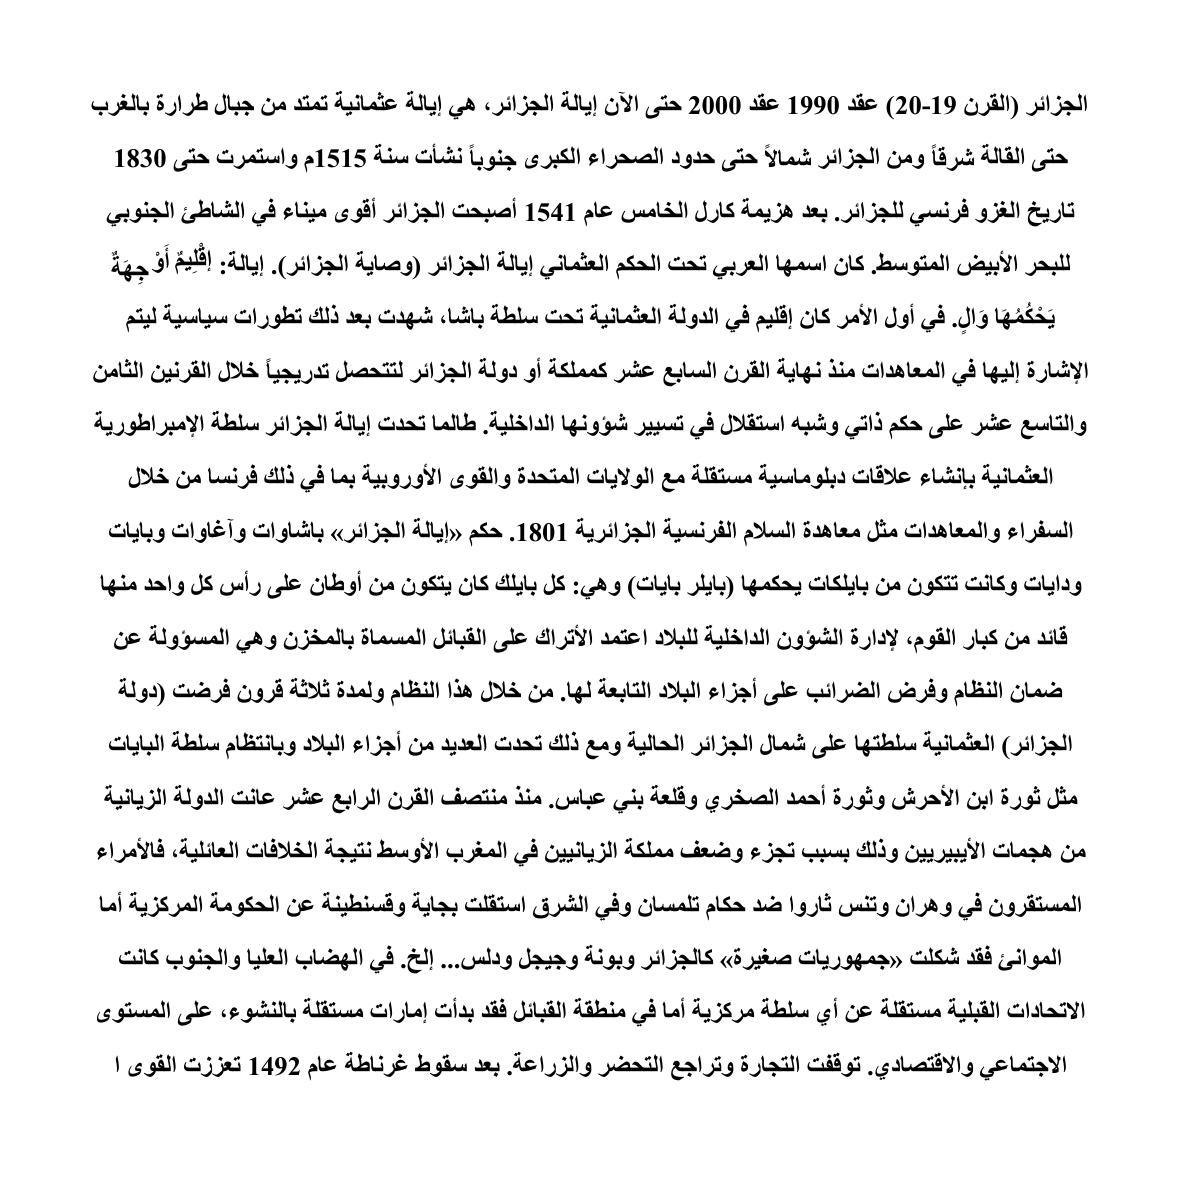 الجزائر (القرن 19-20) عقد 1990 عقد 2000 حتى الآن إيالة الجزائر، هي إيالة عثمانية تمتد من جبال طرارة بالغرب
حتى القالة شرقاً ومن الجزائر شمالاً حتى حدود الصحراء الكبرى جنوباً نشأت سنة 1515م واستمرت حتى 1830
تاريخ الغزو فرنسي للجزائر. بعد هزيمة كارل الخامس عام 1541 أصبحت الجزائر أقوى ميناء في الشاطئ الجنوبي
للبحر الأبيض المتوسط. كان اسمها العربي تحت الحكم العثماني إيالة الجزائر (وصاية الجزائر). إيالة: إقْلِيمٌ أَوْ جِهَةٌ
يَحْكُمُهَا وَالٍ. في أول الأمر كان إقليم في الدولة العثمانية تحت سلطة باشا، شهدت بعد ذلك تطورات سياسية ليتم
الإشارة إليها في المعاهدات منذ نهاية القرن السابع عشر كمملكة أو دولة الجزائر لتتحصل تدريجياً خلال القرنين الثامن
والتاسع عشر على حكم ذاتي وشبه استقلال في تسيير شؤونها الداخلية. طالما تحدت إيالة الجزائر سلطة الإمبراطورية
العثمانية بإنشاء علاقات دبلوماسية مستقلة مع الولايات المتحدة والقوى الأوروبية بما في ذلك فرنسا من خلال
السفراء والمعاهدات مثل معاهدة السلام الفرنسية الجزائرية 1801. حكم «إيالة الجزائر» باشاوات وآغاوات وبايات
ودايات وكانت تتكون من بايلكات يحكمها (بايلر بايات) وهي: كل بايلك كان يتكون من أوطان على رأس كل واحد منها
قائد من كبار القوم، لإدارة الشؤون الداخلية للبلاد اعتمد الأتراك على القبائل المسماة بالمخزن وهي المسؤولة عن
ضمان النظام وفرض الضرائب على أجزاء البلاد التابعة لها. من خلال هذا النظام ولمدة ثلاثة قرون فرضت (دولة
الجزائر) العثمانية سلطتها على شمال الجزائر الحالية ومع ذلك تحدت العديد من أجزاء البلاد وبانتظام سلطة البايات
مثل ثورة ابن الأحرش وثورة أحمد الصخري وقلعة بني عباس. منذ منتصف القرن الرابع عشر عانت الدولة الزيانية
من هجمات الأيبيريين وذلك بسبب تجزء وضعف مملكة الزيانيين في المغرب الأوسط نتيجة الخلافات العائلية، فالأمراء
المستقرون في وهران وتنس ثاروا ضد حكام تلمسان وفي الشرق استقلت بجاية وقسنطينة عن الحكومة المركزية أما
الموانئ فقد شكلت «جمهوريات صغيرة» كالجزائر وبونة وجيجل ودلس... إلخ. في الهضاب العليا والجنوب كانت
الاتحادات القبلية مستقلة عن أي سلطة مركزية أما في منطقة القبائل فقد بدأت إمارات مستقلة بالنشوء، على المستوى
الاجتماعي والاقتصادي. توقفت التجارة وتراجع التحضر والزراعة. بعد سقوط غرناطة عام 1492 تعززت القوى ا